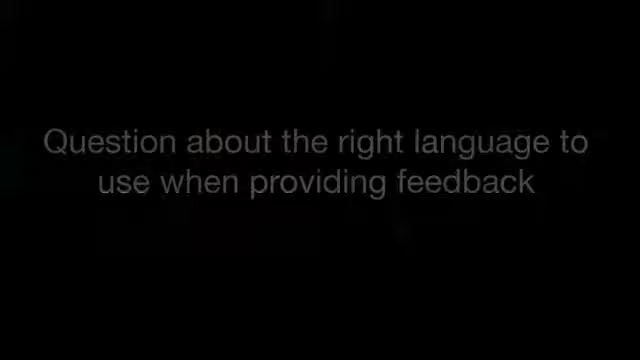 Question about the right language to
use when providing feedback